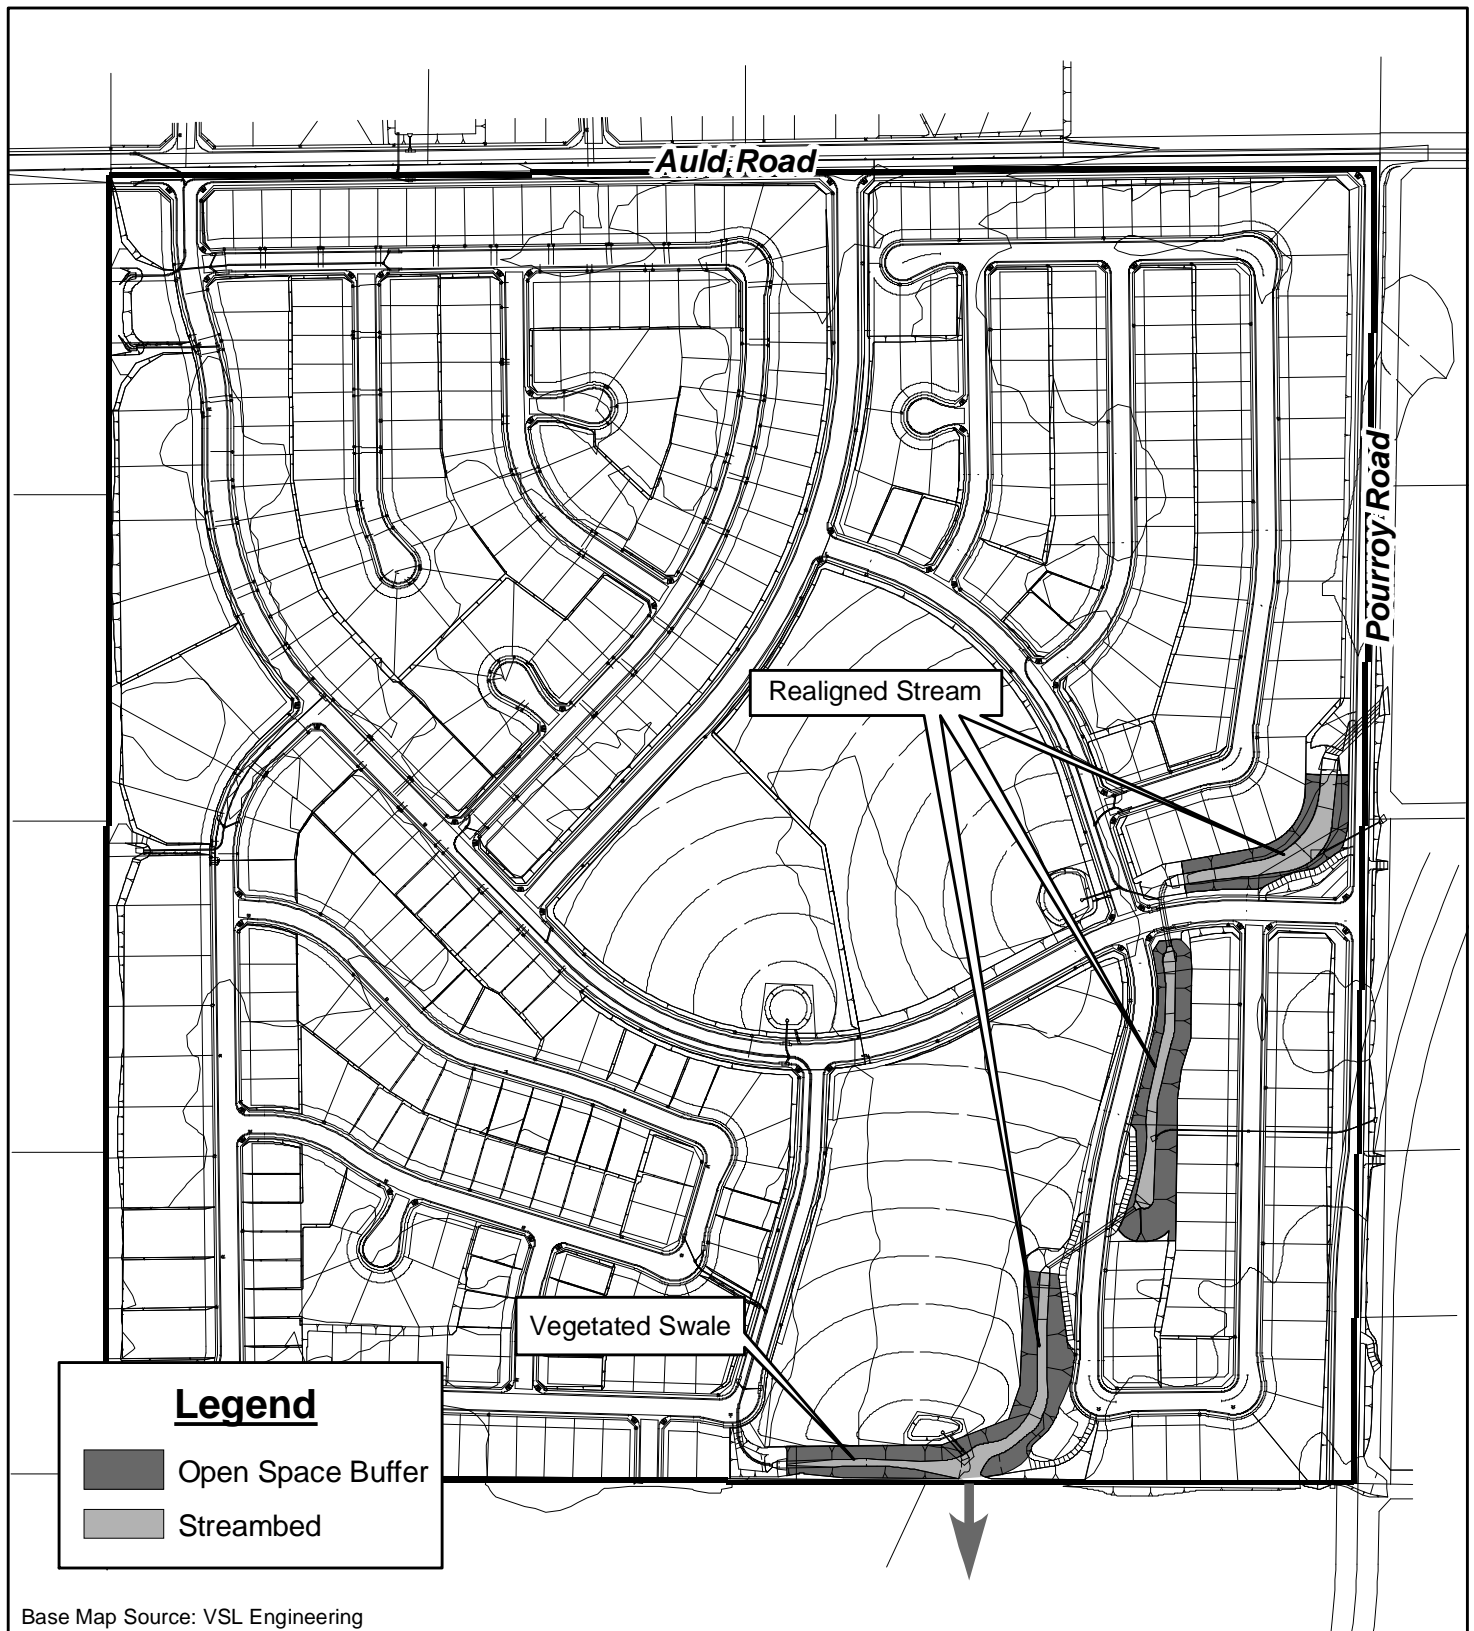 Auld Road
Pourroy Road
Realigned Stream
Vegetated Swale
Legend
Open Space Buffer
Streambed
Base Map Source: VSL Engineering